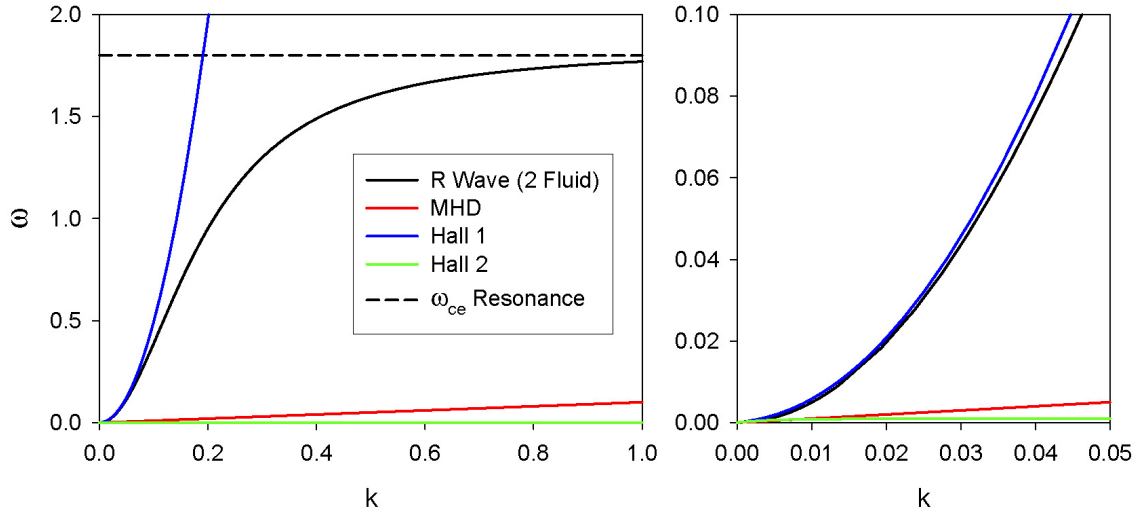 2.0
1.5
1.0
0.5
0.0
ω
0.0 0.2 0.4 0.6 0.8 1.0
k
R Wave (2 Fluid)
MHD
Hall 1
Hall 2
ω_ce Resonance
0.10
0.08
0.06
0.04
0.02
0.00
0.00 0.01 0.02 0.03 0.04 0.05
k